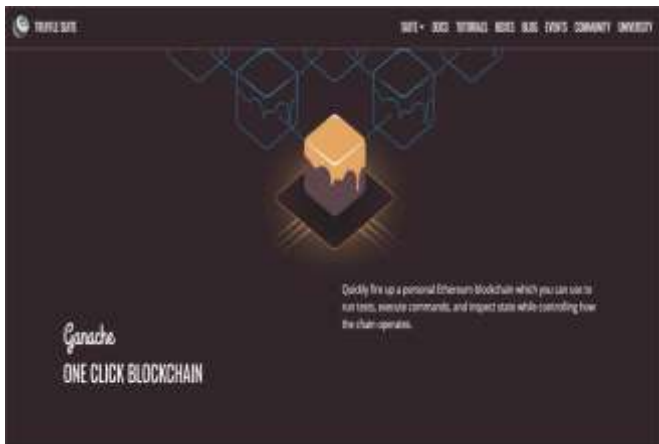 TRUFFLE SUITE
SUITE DOCS TUTORIALS BOXES BLOG EVENTS COMMUNITY UNIVERSITY
Quickly fire up a personal Ethereum blockchain which you can use to
run tests, execute commands, and inspect state while controlling how
the chain operates.
Ganache
ONE CLICK BLOCKCHAIN